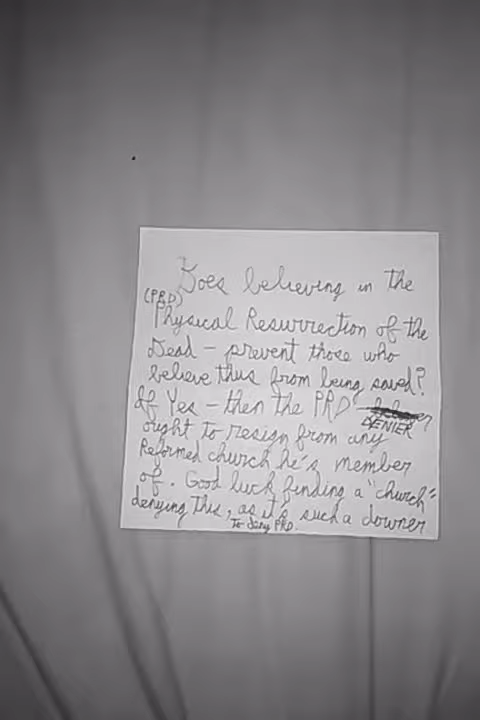 Does believing in the
(PRD)
Physical Resurrection of the
Dead – prevent those who
believe thus from being saved?
If Yes – then the PRD
DENIER
ought to resign from any
Reformed church he's member
of. Good luck finding a "church"
denying this, as it's such a downer
to deny PRD.